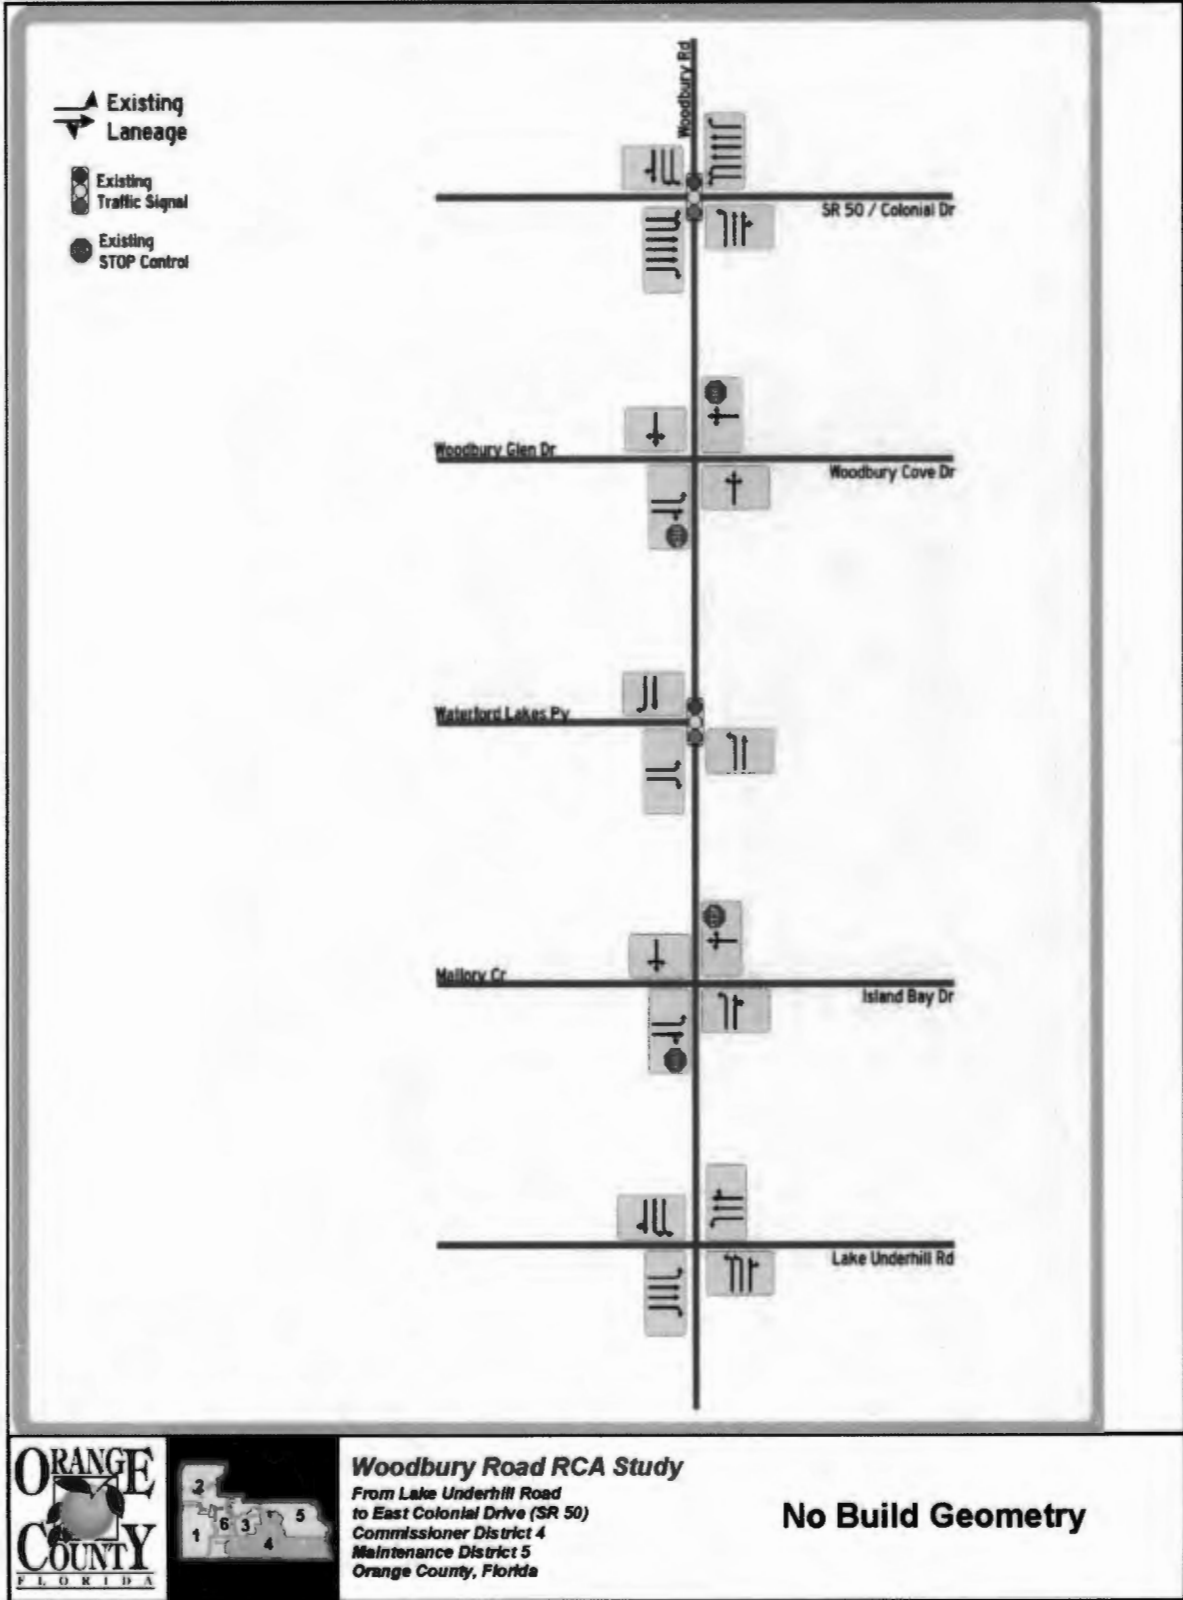 Existing
Laneage
Existing
Traffic Signal
Existing
STOP Control
Woodbury Rd
SR 50 / Colonial Dr
Woodbury Glen Dr
Woodbury Cove Dr
Waterford Lakes Py
Mallory Cr
Island Bay Dr
Lake Underhill Rd
ORANGE
COUNTY
FLORIDA
2
1
6
3
5
4
Woodbury Road RCA Study
From Lake Underhill Road
to East Colonial Drive (SR 50)
Commissioner District 4
Maintenance District 5
Orange County, Florida
No Build Geometry